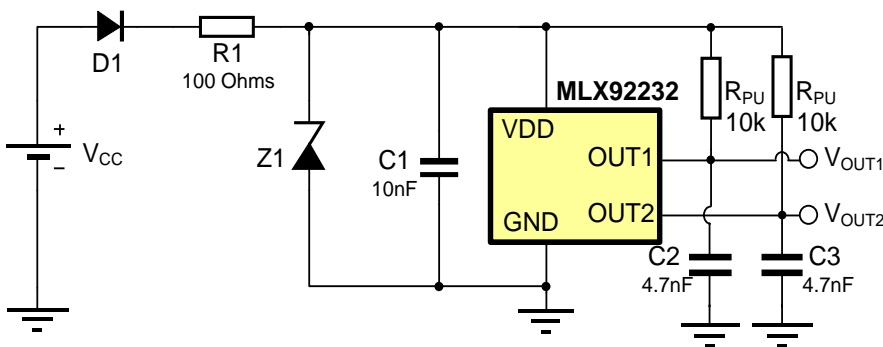 D1
R1
100 Ohms
MLX92232
RPU
10k
RPU
10k
+
−
VCC
Z1
C1
10nF
VDD
OUT1
OUT2
GND
VOUT1
VOUT2
C2
4.7nF
C3
4.7nF